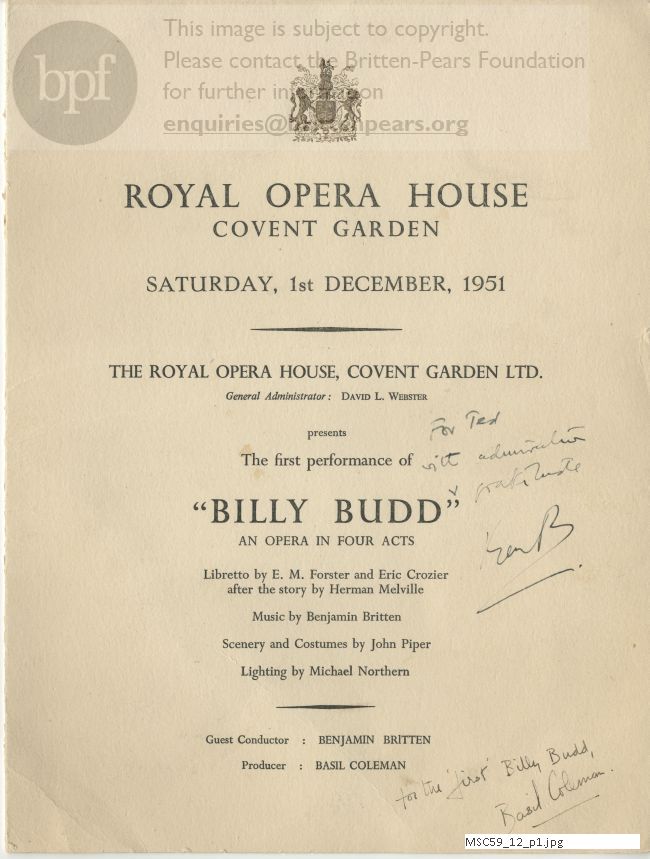 bpf
This image is subject to copyright.
Please contact the Britten-Pears Foundation
for further information
ROYAL OPERA HOUSE
COVENT GARDEN
SATURDAY, 1st DECEMBER, 1951
THE ROYAL OPERA HOUSE, COVENT GARDEN LTD.
General Administrator: DAVID L. WEBSTER
presents
The first performance of
"BILLY BUDD"
AN OPERA IN FOUR ACTS
For Ted
with admiration
gratitude
Libretto by E. M. Forster and Eric Crozier
after the story by Herman Melville
Music by Benjamin Britten
Scenery and Costumes by John Piper
Lighting by Michael Northern
Guest Conductor : BENJAMIN BRITTEN
Producer : BASIL COLEMAN
for the 'first' Billy Budd,
Basil Coleman.
MSC59_12_p1.jpg